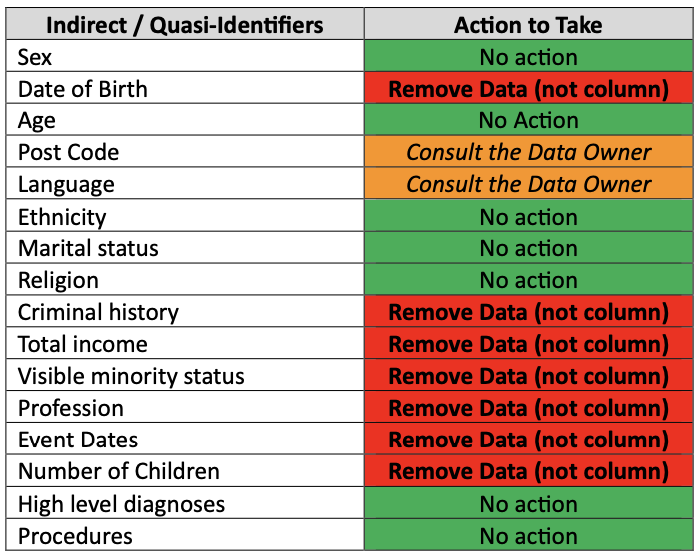 Indirect / Quasi-Identifiers Action to Take
Sex No action
Date of Birth Remove Data (not column)
Age No Action
Post Code Consult the Data Owner
Language Consult the Data Owner
Ethnicity No action
Marital status No action
Religion No action
Criminal history Remove Data (not column)
Total income Remove Data (not column)
Visible minority status Remove Data (not column)
Profession Remove Data (not column)
Event Dates Remove Data (not column)
Number of Children Remove Data (not column)
High level diagnoses No action
Procedures No action